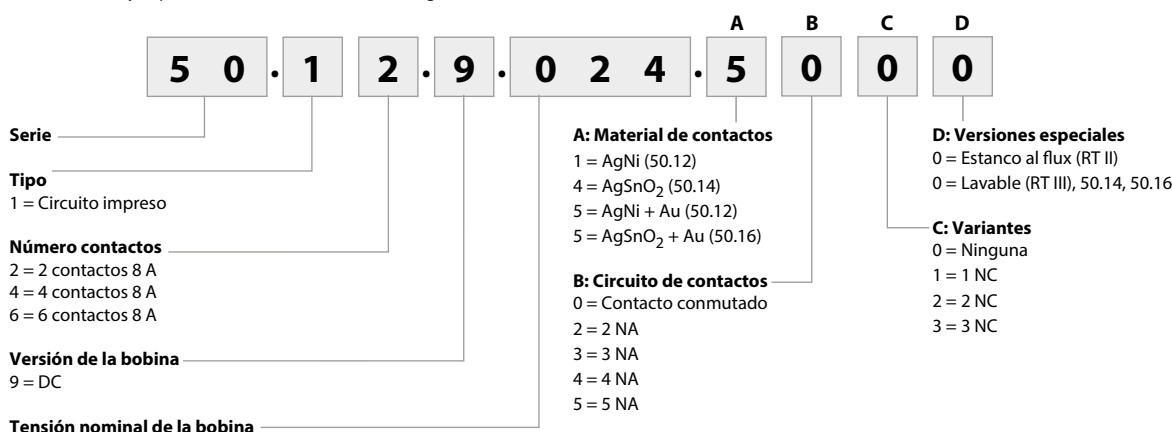 A B C D
5 0 . 1 2 . 9 . 0 2 4 . 5 0 0 0
Serie
Tipo
1 = Circuito impreso
Número contactos
2 = 2 contactos 8 A
4 = 4 contactos 8 A
6 = 6 contactos 8 A
Versión de la bobina
9 = DC
Tensión nominal de la bobina
A: Material de contactos
1 = AgNi (50.12)
4 = AgSnO2 (50.14)
5 = AgNi + Au (50.12)
5 = AgSnO2 + Au (50.16)
B: Circuito de contactos
0 = Contacto conmutado
2 = 2 NA
3 = 3 NA
4 = 4 NA
5 = 5 NA
D: Versiones especiales
0 = Estanco al flux (RT II)
0 = Lavable (RT III), 50.14, 50.16
C: Variantes
0 = Ninguna
1 = 1 NC
2 = 2 NC
3 = 3 NC